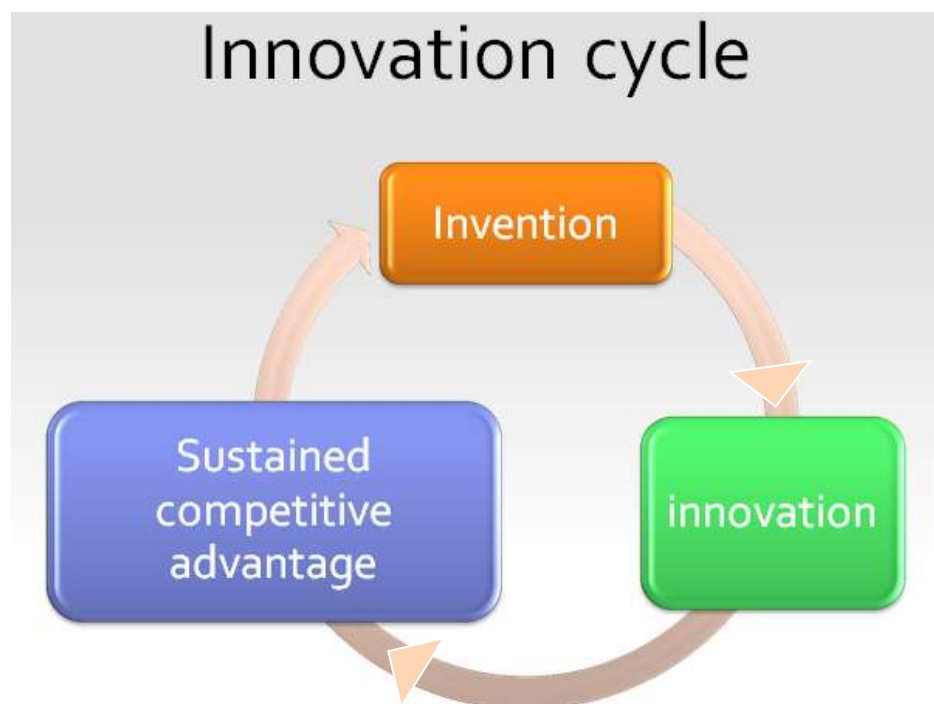 Innovation cycle
Invention
innovation
Sustained
competitive
advantage